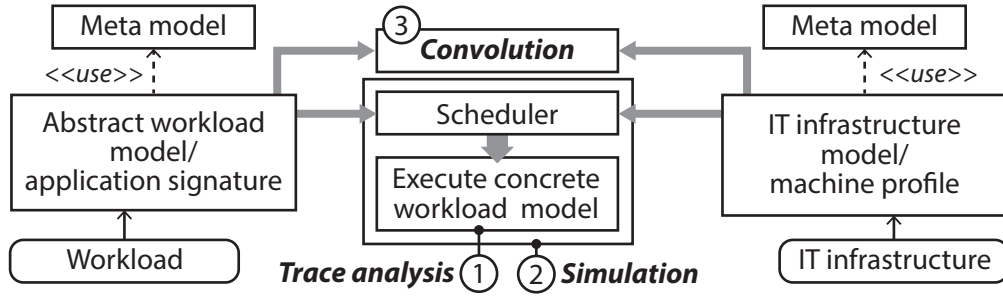 Meta model
3
Convolution
Meta model
<<use>>
<<use>>
Abstract workload
model/
application signature
Scheduler
Execute concrete
workload model
IT infrastructure
model/
machine profile
Workload
Trace analysis 1
2 Simulation
IT infrastructure